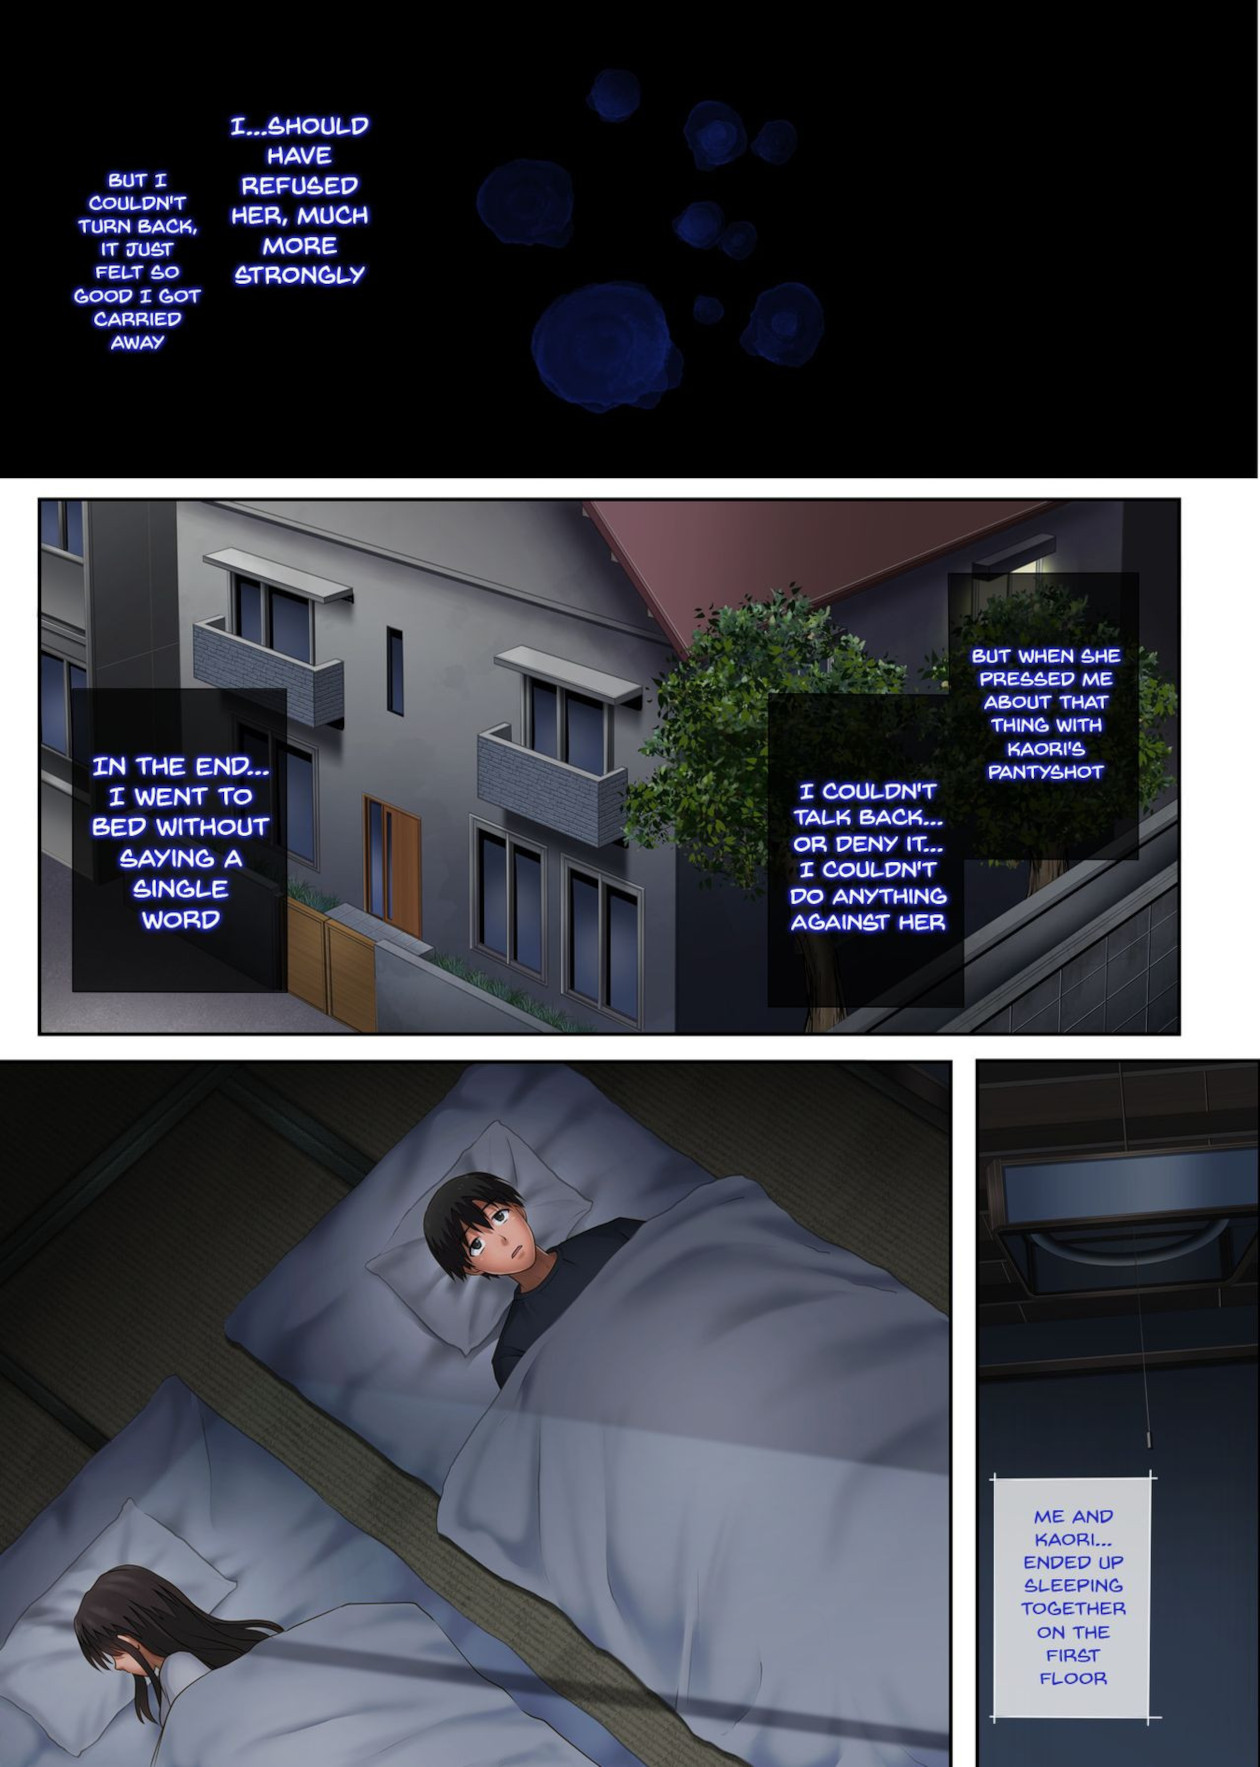 I...SHOULD
HAVE
REFUSED
HER, MUCH
MORE
STRONGLY
BUT I
COULDN'T
TURN BACK,
IT JUST
FELT SO
GOOD I GOT
CARRIED
AWAY
BUT WHEN SHE
PRESSED ME
ABOUT THAT
THING WITH
KAORI'S
PANTYSHOT
I COULDN'T
TALK BACK...
OR DENY IT...
I COULDN'T
DO ANYTHING
AGAINST HER
IN THE END...
I WENT TO
BED WITHOUT
SAYING A
SINGLE
WORD
ME AND
KAORI...
ENDED UP
SLEEPING
TOGETHER
ON THE
FIRST
FLOOR